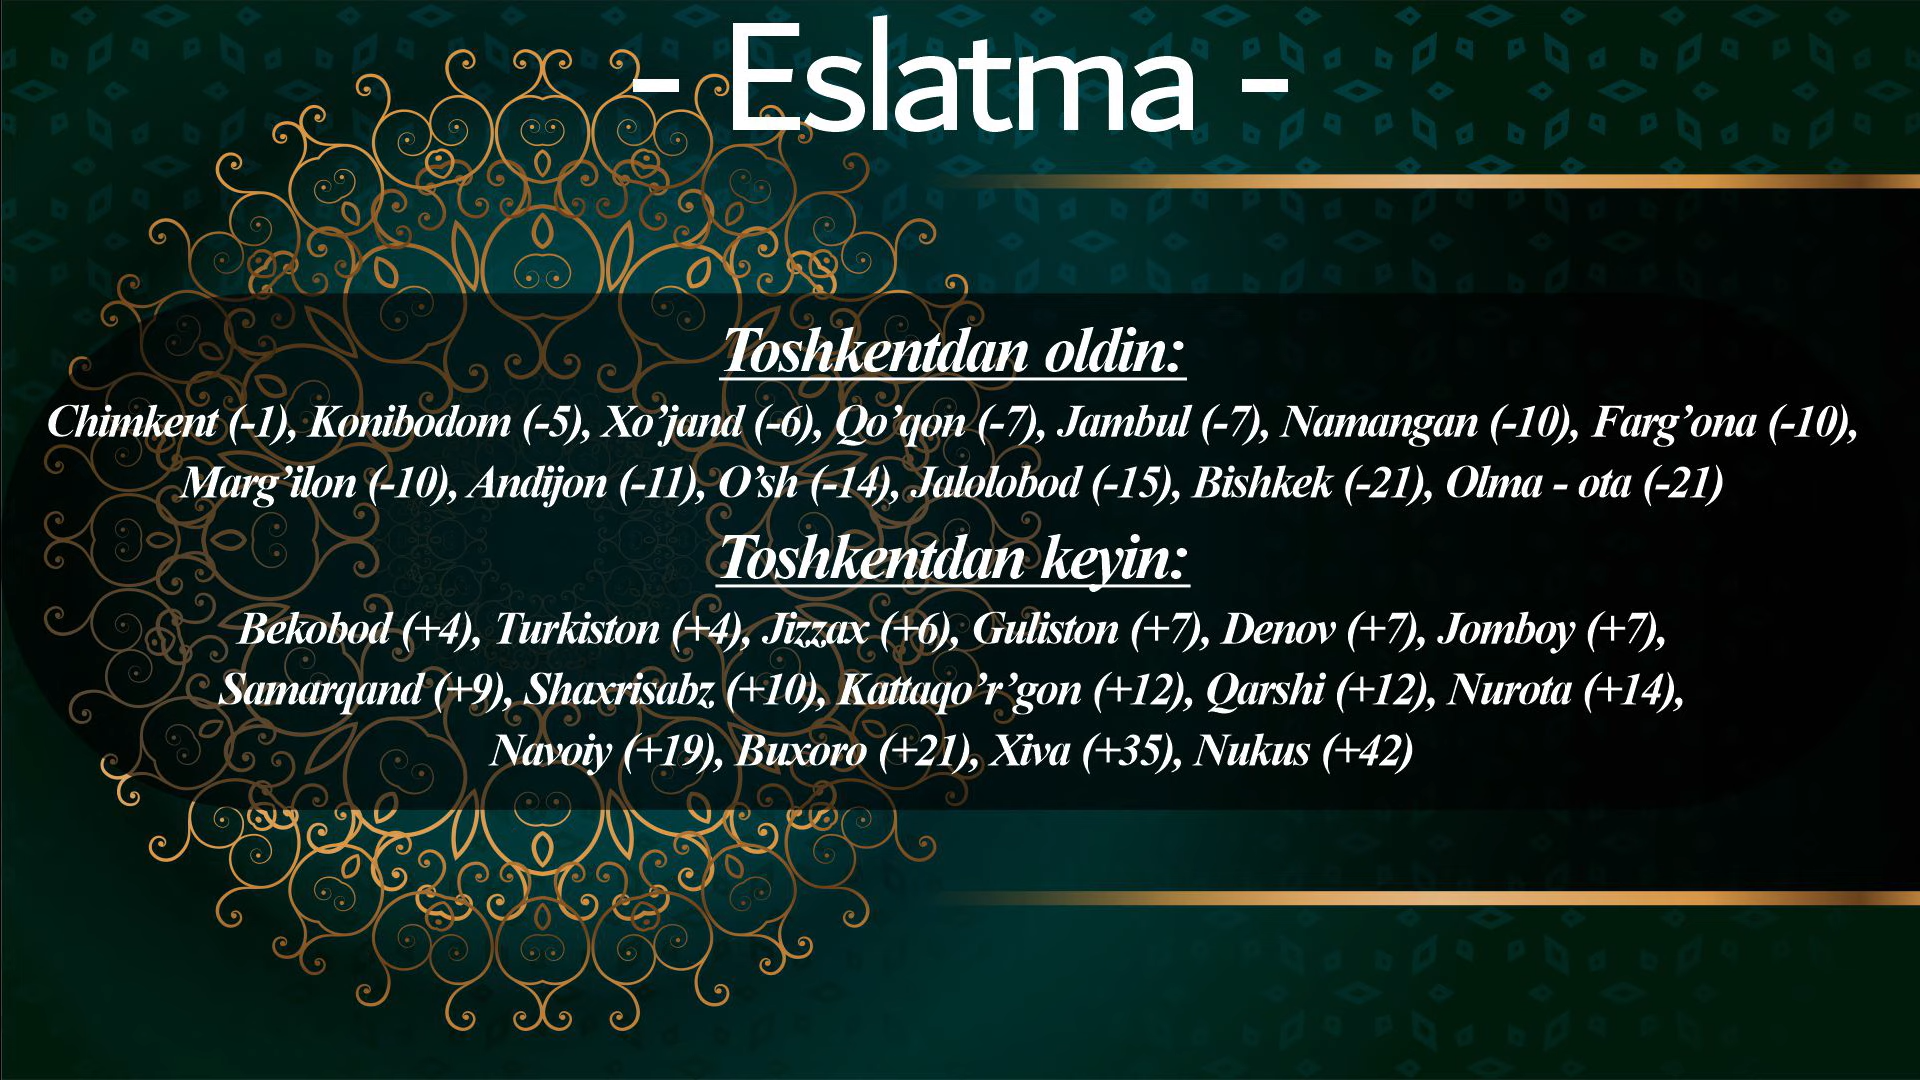 - Eslatma -
Toshkentdan oldin:
Chimkent (-1), Konibodom (-5), Xo’jand (-6), Qo’qon (-7), Jambul (-7), Namangan (-10), Farg’ona (-10),
Marg’ilon (-10), Andijon (-11), O’sh (-14), Jalolobod (-15), Bishkek (-21), Olma - ota (-21)
Toshkentdan keyin:
Bekobod (+4), Turkiston (+4), Jizzax (+6), Guliston (+7), Denov (+7), Jomboy (+7),
Samarqand (+9), Shaxrisabz (+10), Kattaqo’r’gon (+12), Qarshi (+12), Nurota (+14),
Navoiy (+19), Buxoro (+21), Xiva (+35), Nukus (+42)